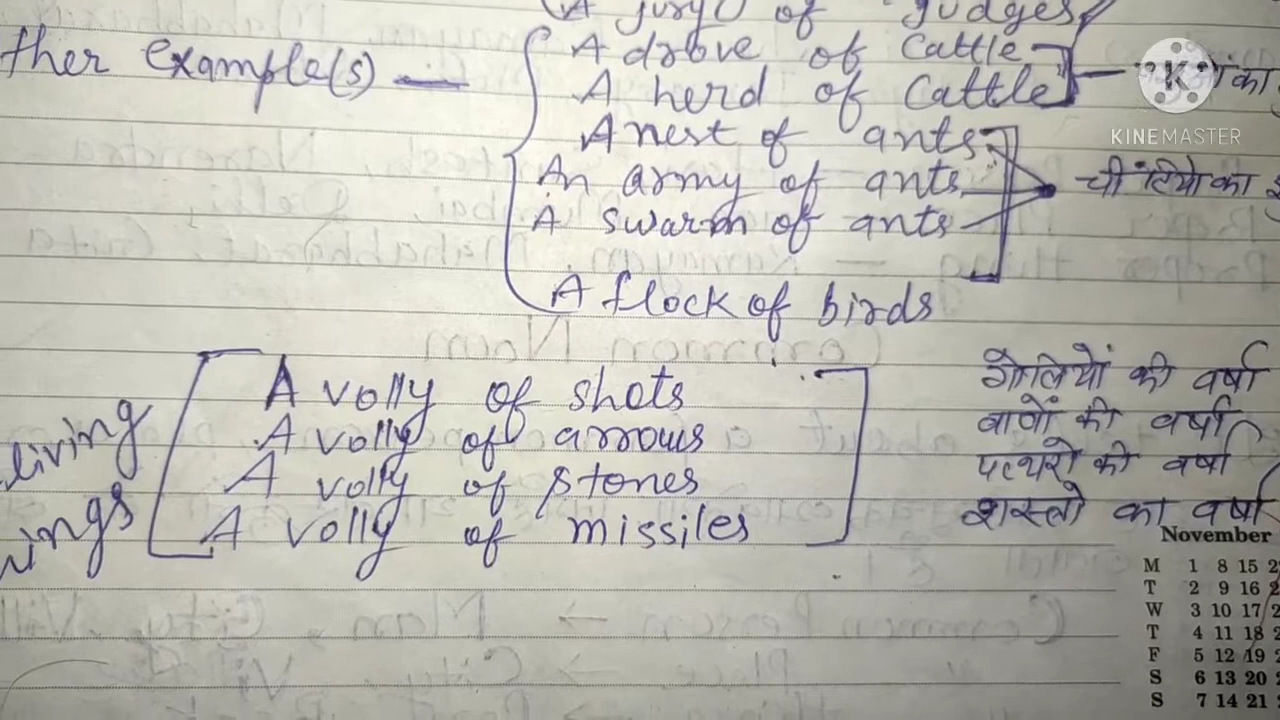 A jury of judges
ther example(s) —
A drove of cattle
A herd of cattle
का
KINEMASTER
A nest of ants
An army of ants
चींटियो का
A swarm of ants
A flock of birds
living
ings
A volly of shots
गोलियों की वर्षा
A volly of arrows
बाणों की वर्षा
A volly of stones
पत्थरो की वर्षा
A volly of missiles
शस्त्रो का वर्षा
November
M 1 8 15
T 2 9 16
W 3 10 17
T 4 11 18
F 5 12 19
S 6 13 20
S 7 14 21